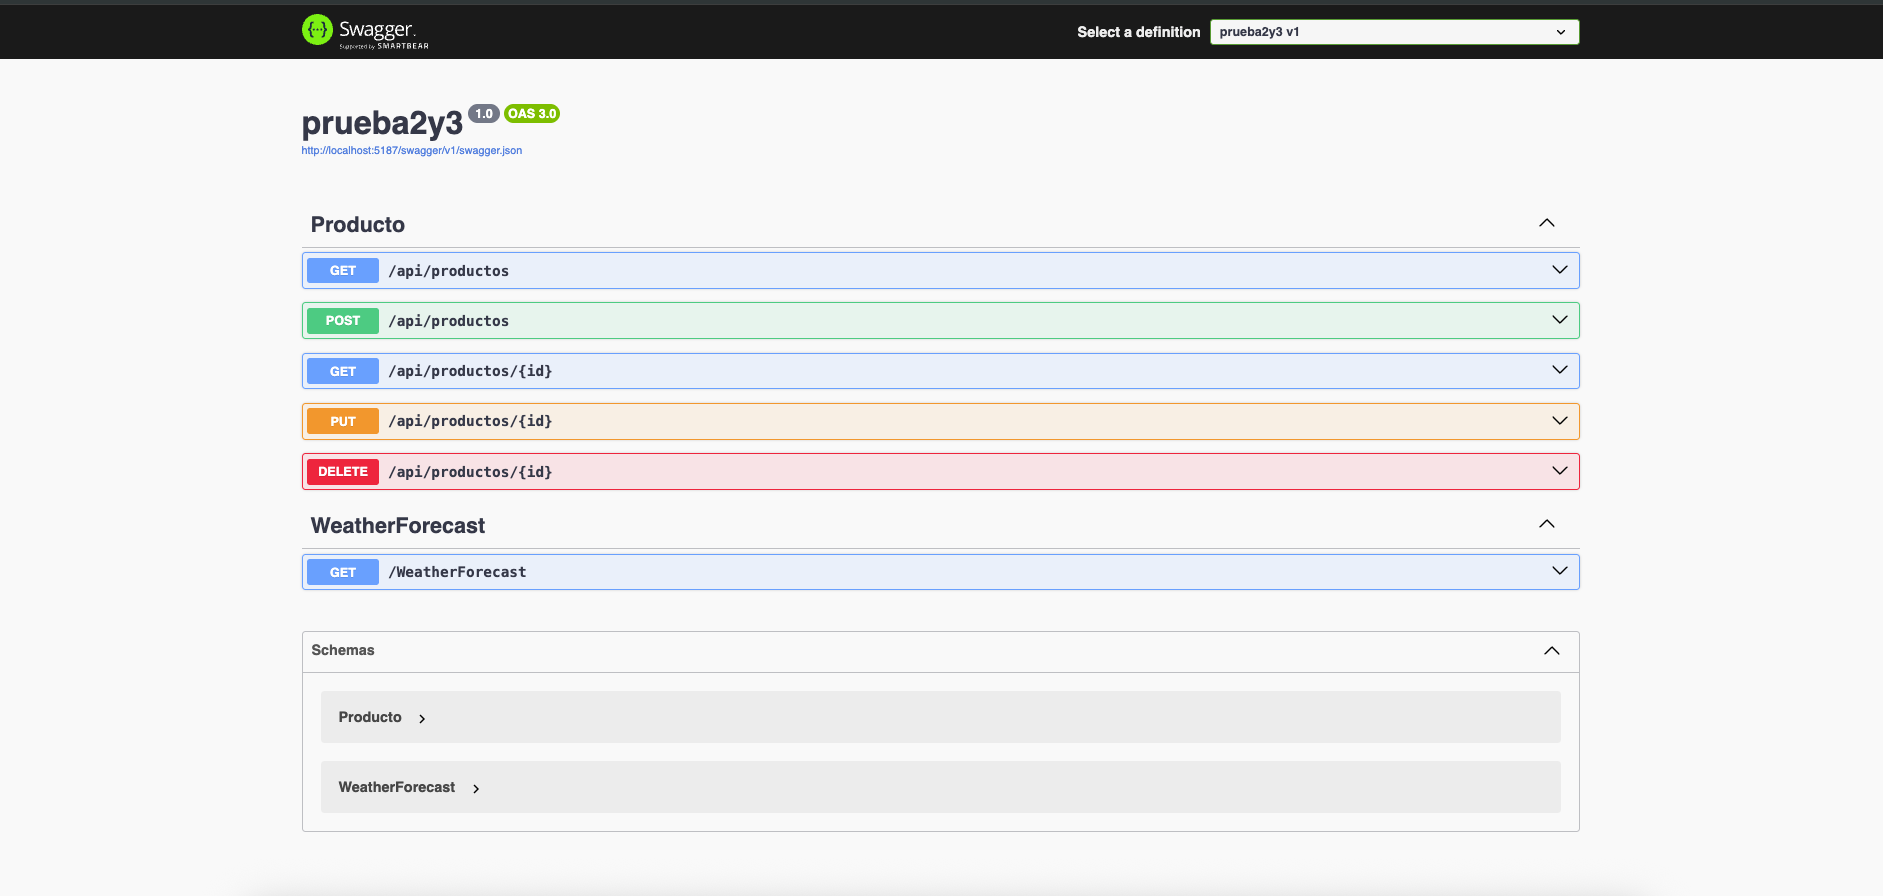 Swagger.
Supported by SMARTBEAR
Select a definition
prueba2y3 v1
prueba2y3 1.0 OAS 3.0
http://localhost:5187/swagger/v1/swagger.json
Producto
GET /api/productos
POST /api/productos
GET /api/productos/{id}
PUT /api/productos/{id}
DELETE /api/productos/{id}
WeatherForecast
GET /WeatherForecast
Schemas
Producto
WeatherForecast